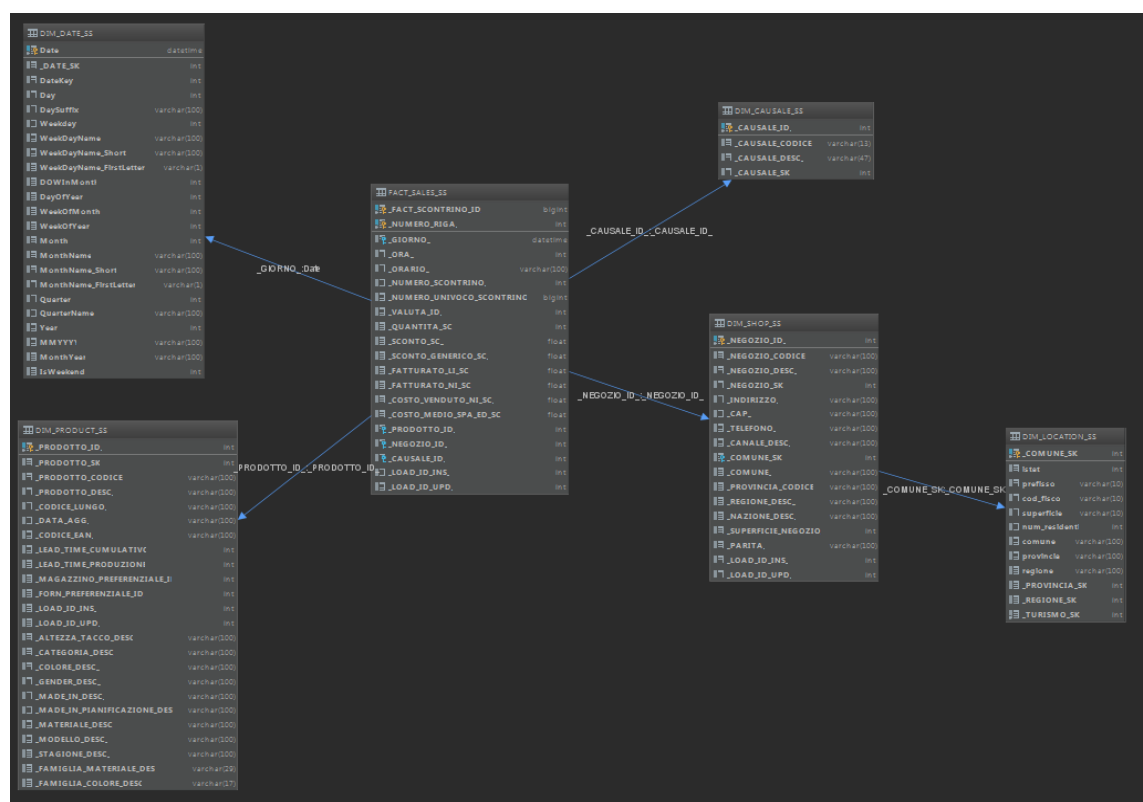 DIM_DATE_SS
Date datetime
_DATE_SK int
DateKey int
Day int
DaySuffix varchar(100)
Weekday int
WeekDayName varchar(100)
WeekDayName_Short varchar(100)
WeekDayName_FirstLetter varchar(1)
DOWInMonth int
DayOfYear int
WeekOfMonth int
WeekOfYear int
Month int
MonthName varchar(100)
MonthName_Short varchar(100)
MonthName_FirstLetter varchar(1)
Quarter int
QuarterName varchar(100)
Year int
MMYYYY varchar(100)
MonthYear varchar(100)
IsWeekend int
DIM_PRODUCT_SS
_PRODOTTO_ID_ int
_PRODOTTO_SK int
_PRODOTTO_CODICE varchar(100)
_PRODOTTO_DESC_ varchar(100)
_CODICE_LUNGO_ varchar(100)
_DATA_AGG_ varchar(100)
_CODICE_EAN_ varchar(100)
_LEAD_TIME_CUMULATIVO int
_LEAD_TIME_PRODUZIONI int
_MAGAZZINO_PREFERENZIALE_I int
_FORN_PREFERENZIALE_ID int
_LOAD_ID_INS_ int
_LOAD_ID_UPD_ int
_ALTEZZA_TACCO_DESC varchar(100)
_CATEGORIA_DESC varchar(100)
_COLORE_DESC_ varchar(100)
_GENDER_DESC_ varchar(100)
_MADE_IN_DESC_ varchar(100)
_MADE_IN_PIANIFICAZIONE_DES varchar(100)
_MATERIALE_DESC varchar(100)
_MODELLO_DESC_ varchar(100)
_STAGIONE_DESC_ varchar(100)
_FAMIGLIA_MATERIALE_DES varchar(29)
_FAMIGLIA_COLORE_DESC varchar(17)
_GIORNO_:Date
_PRODOTTO_ID_:_PRODOTTO_ID_
FACT_SALES_SS
_FACT_SCONTRINO_ID bigint
_NUMERO_RIGA_ int
_GIORNO_ datetime
_ORA_ int
_ORARIO_ varchar(100)
_NUMERO_SCONTRINO_ int
_NUMERO_UNIVOCO_SCONTRINO bigint
_VALUTA_ID_ int
_QUANTITA_SC int
_SCONTO_SC_ float
_SCONTO_GENERICO_SC_ float
_FATTURATO_LI_SC float
_FATTURATO_NI_SC float
_COSTO_VENDUTO_NI_SC_ float
_COSTO_MEDIO_SPA_ED_SC float
_PRODOTTO_ID_ int
_NEGOZIO_ID_ int
_CAUSALE_ID_ int
_LOAD_ID_INS_ int
_LOAD_ID_UPD_ int
_CAUSALE_ID_:_CAUSALE_ID_
_NEGOZIO_ID_:_NEGOZIO_ID_
DIM_CAUSALE_SS
_CAUSALE_ID_ int
_CAUSALE_CODICE varchar(13)
_CAUSALE_DESC_ varchar(47)
_CAUSALE_SK int
DIM_SHOP_SS
_NEGOZIO_ID_ int
_NEGOZIO_CODICE varchar(100)
_NEGOZIO_DESC_ varchar(100)
_NEGOZIO_SK int
_INDIRIZZO_ varchar(100)
_CAP_ varchar(100)
_TELEFONO_ varchar(100)
_CANALE_DESC_ varchar(100)
_COMUNE_SK int
_COMUNE_ varchar(100)
_PROVINCIA_CODICE varchar(100)
_REGIONE_DESC_ varchar(100)
_NAZIONE_DESC_ varchar(100)
_SUPERFICIE_NEGOZIO int
_PARITA_ varchar(100)
_LOAD_ID_INS_ int
_LOAD_ID_UPD_ int
_COMUNE_SK:_COMUNE_SK
DIM_LOCATION_SS
_COMUNE_SK int
istat int
prefisso varchar(10)
cod_fisco varchar(10)
superficie varchar(10)
num_residenti int
comune varchar(100)
provincia varchar(100)
regione varchar(100)
_PROVINCIA_SK int
_REGIONE_SK int
_TURISMO_SK int